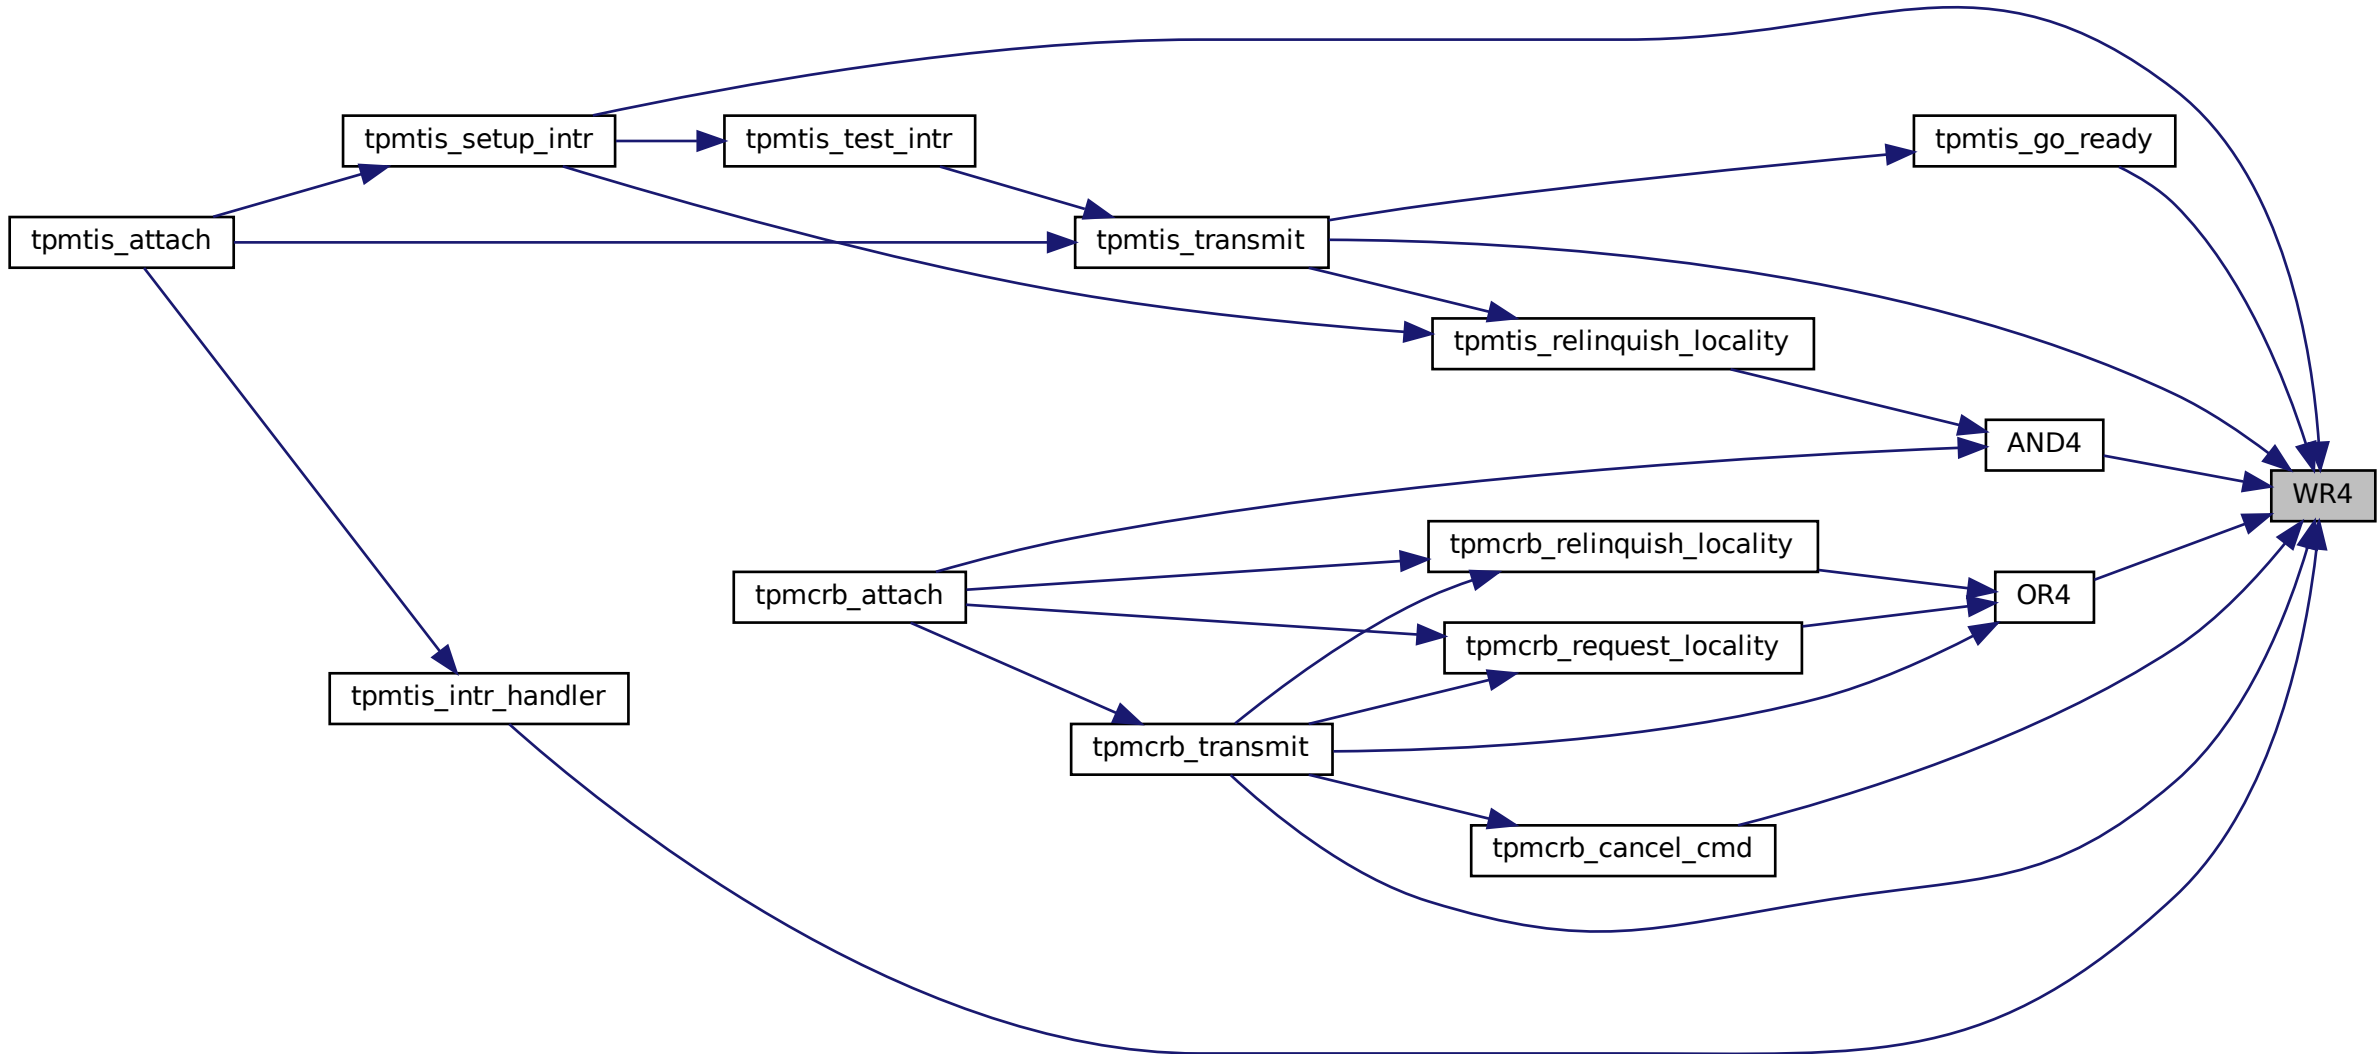 tpmtis_setup_intr
tpmtis_test_intr
tpmtis_go_ready
tpmtis_attach
tpmtis_transmit
tpmtis_relinquish_locality
AND4
WR4
tpmcrb_relinquish_locality
tpmcrb_attach
OR4
tpmcrb_request_locality
tpmtis_intr_handler
tpmcrb_transmit
tpmcrb_cancel_cmd